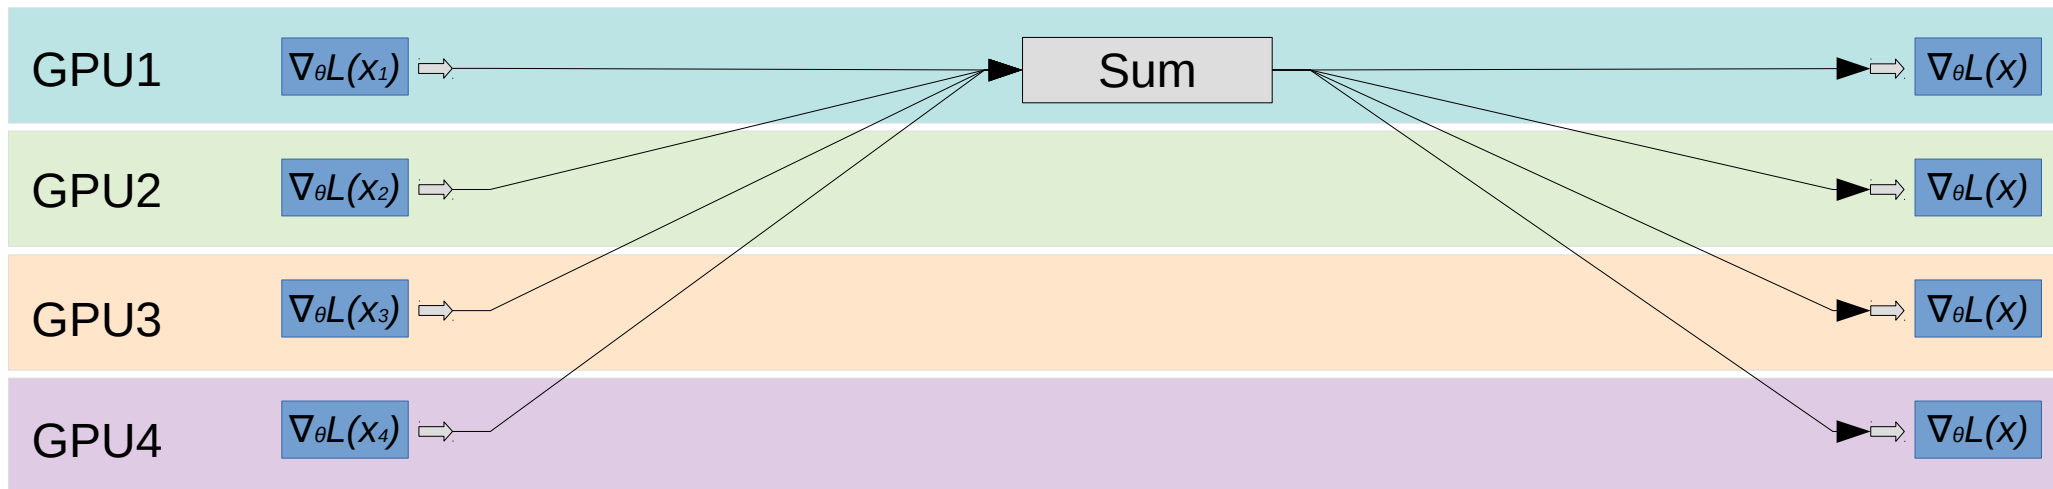 GPU1 ∇θL(x1) Sum ∇θL(x)
GPU2 ∇θL(x2) ∇θL(x)
GPU3 ∇θL(x3) ∇θL(x)
GPU4 ∇θL(x4) ∇θL(x)